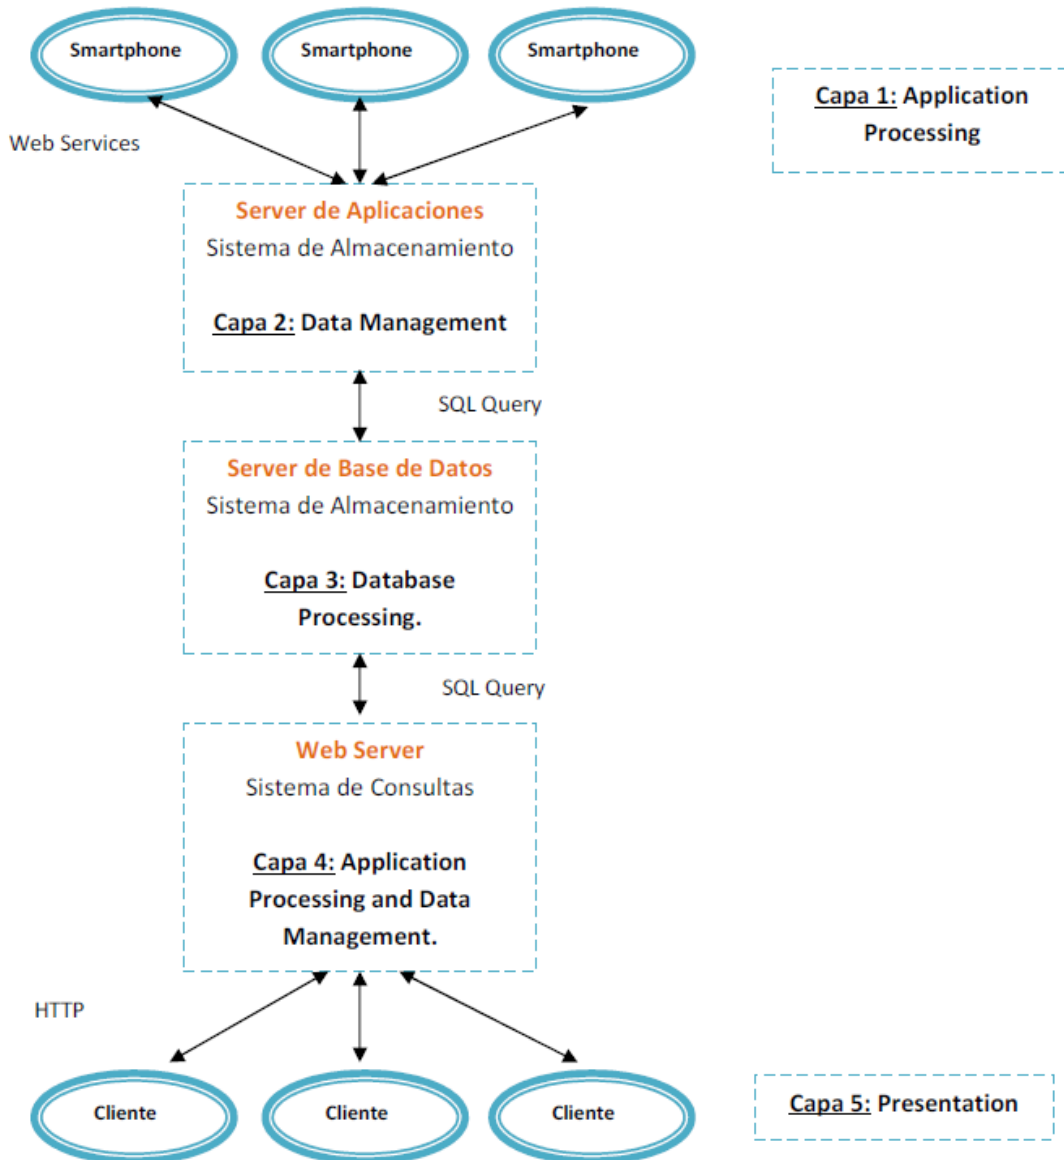 Smartphone
Smartphone
Smartphone
Capa 1: Application
Processing
Web Services
Server de Aplicaciones
Sistema de Almacenamiento
Capa 2: Data Management
SQL Query
Server de Base de Datos
Sistema de Almacenamiento
Capa 3: Database
Processing.
SQL Query
Web Server
Sistema de Consultas
Capa 4: Application
Processing and Data
Management.
HTTP
Cliente
Cliente
Cliente
Capa 5: Presentation